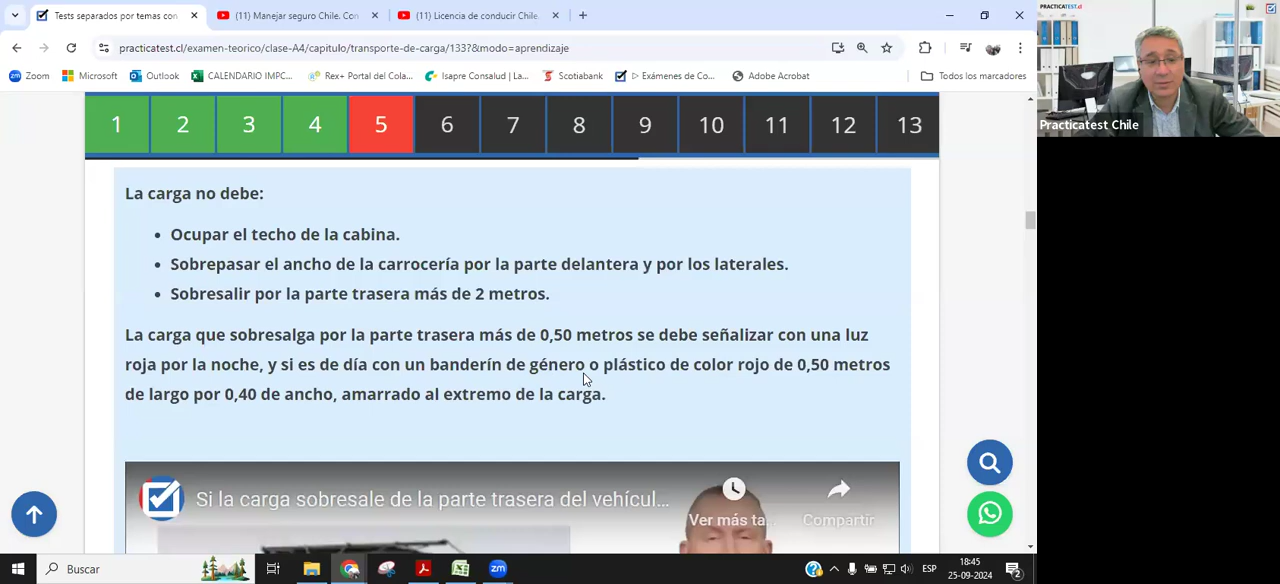 Tests separados por temas con
(11) Manejar seguro Chile.
(11) Licencia de conducir Chile.
PRACTICATEST.cl
practicatest.cl/examen-teorico/clase-A4/capitulo/transporte-de-carga/133?&modo=aprendizaje
Zoom
Microsoft
Outlook
CALENDARIO IMPC...
Rex+ Portal del Cola...
Isapre Consalud | La...
Scotiabank
▷ Exámenes de Co...
Adobe Acrobat
Todos los marcadores
Practicatest Chile
1 2 3 4 5 6 7 8 9 10 11 12 13
La carga no debe:
• Ocupar el techo de la cabina.
• Sobrepasar el ancho de la carrocería por la parte delantera y por los laterales.
• Sobresalir por la parte trasera más de 2 metros.
La carga que sobresalga por la parte trasera más de 0,50 metros se debe señalizar con una luz
roja por la noche, y si es de día con un banderín de género o plástico de color rojo de 0,50 metros
de largo por 0,40 de ancho, amarrado al extremo de la carga.
Si la carga sobresale de la parte trasera del vehícul...
Ver más ta...
Compartir
Buscar
ESP
18:45
25-09-2024
2